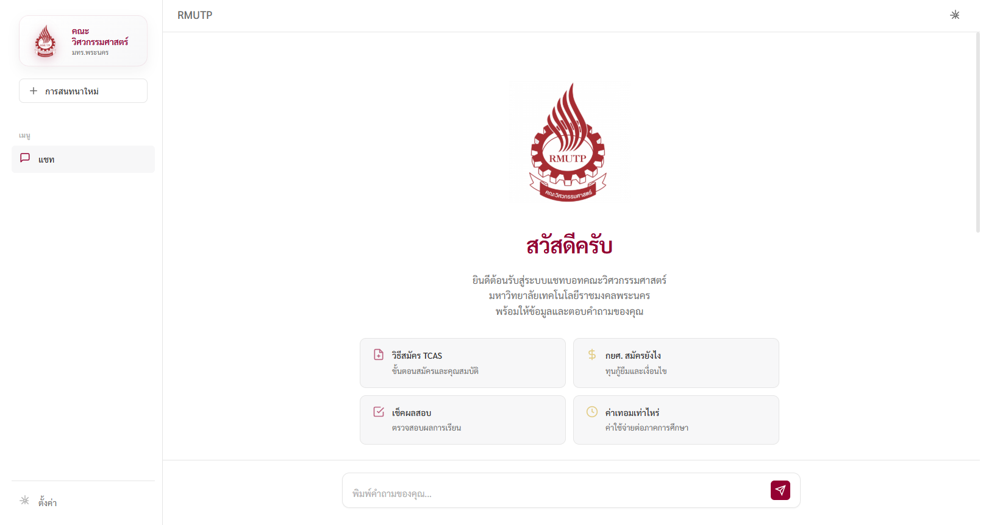 คณะ
วิศวกรรมศาสตร์
มทร.พระนคร
การสนทนาใหม่
เมนู
แชท
ตั้งค่า
RMUTP
RMUTP
คณะวิศวกรรมศาสตร์
สวัสดีครับ
ยินดีต้อนรับสู่ระบบแชทบอทคณะวิศวกรรมศาสตร์
มหาวิทยาลัยเทคโนโลยีราชมงคลพระนคร
พร้อมให้ข้อมูลและตอบคำถามของคุณ
วิธีสมัคร TCAS
ขั้นตอนสมัครและคุณสมบัติ
กยศ. สมัครยังไง
ทุนกู้ยืมและเงื่อนไข
เช็คผลสอบ
ตรวจสอบผลการเรียน
ค่าเทอมเท่าไหร่
ค่าใช้จ่ายต่อภาคการศึกษา
พิมพ์คำถามของคุณ...